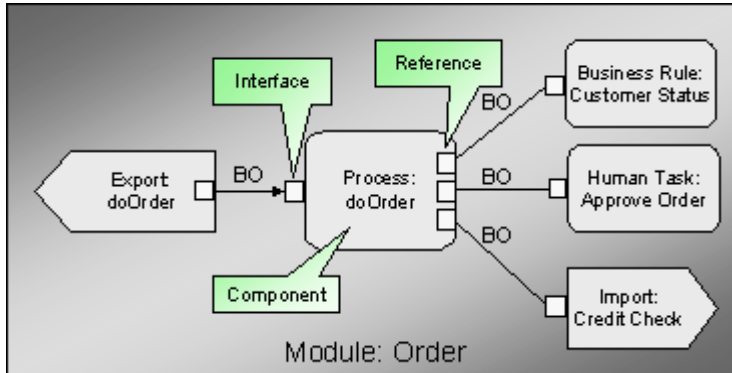 Interface
Reference
Business Rule:
Customer Status
BO
Export:
doOrder
BO
Process:
doOrder
BO
Human Task:
Approve Order
BO
Component
Import:
Credit Check
Module: Order